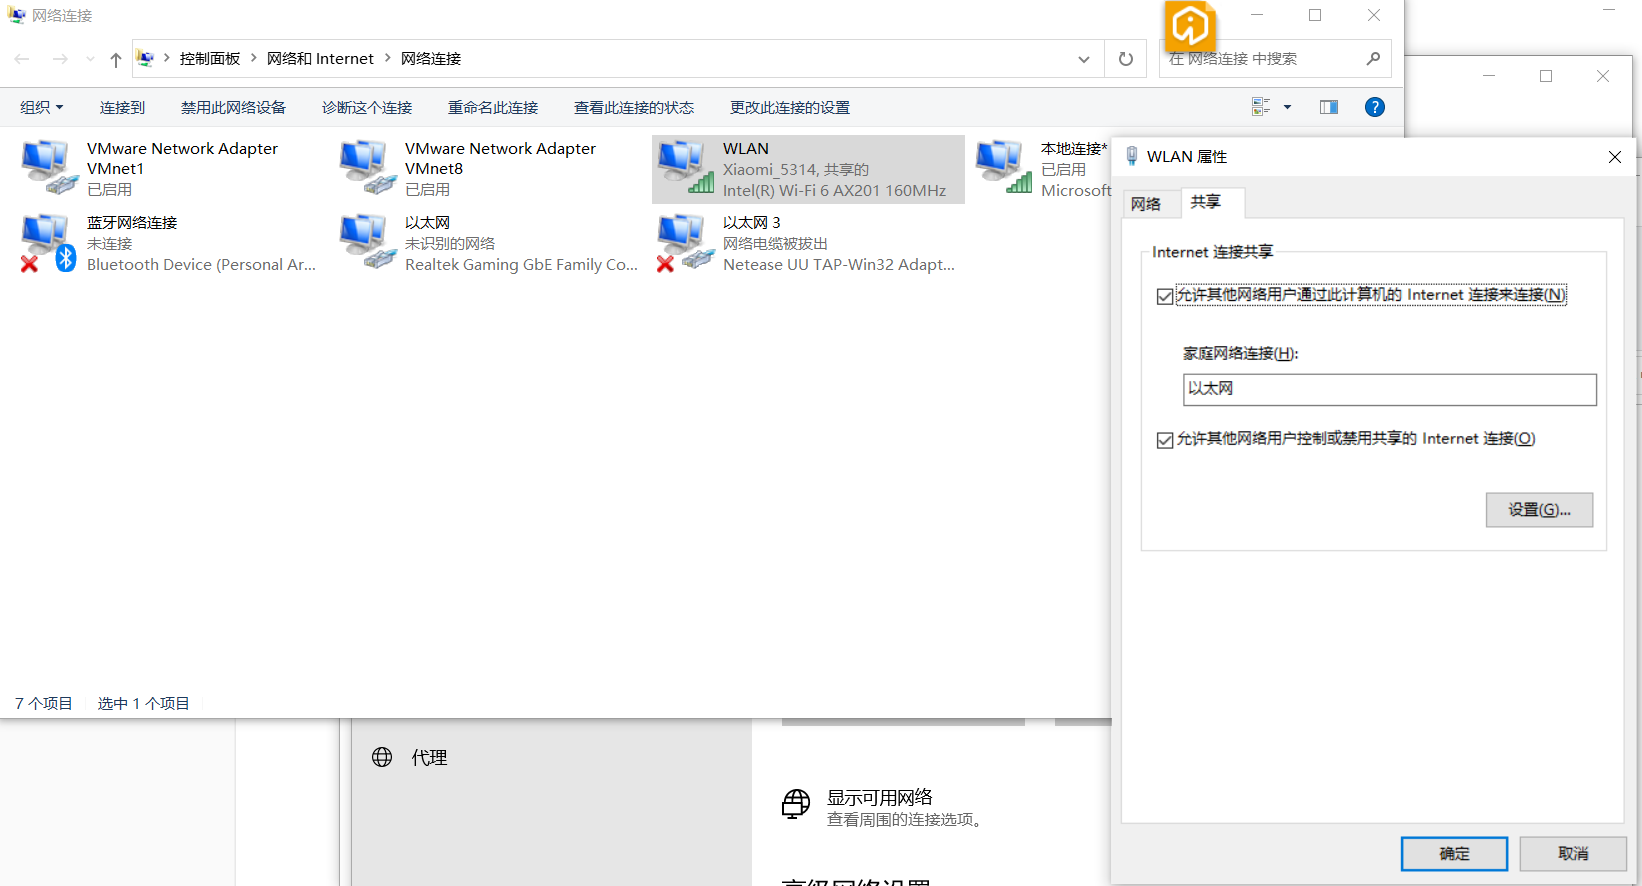 网络连接
控制面板 > 网络和 Internet > 网络连接
在 网络连接 中搜索
组织 连接到 禁用此网络设备 诊断这个连接 重命名此连接 查看此连接的状态 更改此连接的设置
VMware Network Adapter
VMnet1
已启用
VMware Network Adapter
VMnet8
已启用
WLAN
Xiaomi_5314, 共享的
Intel(R) Wi-Fi 6 AX201 160MHz
本地连接*
已启用
Microsoft
蓝牙网络连接
未连接
Bluetooth Device (Personal Ar...
以太网
未识别的网络
Realtek Gaming GbE Family Co...
以太网 3
网络电缆被拔出
Netease UU TAP-Win32 Adapt...
7 个项目 选中 1 个项目
代理
显示可用网络
查看周围的连接选项。
高级网络设置
WLAN 属性
网络 共享
Internet 连接共享
允许其他网络用户通过此计算机的 Internet 连接来连接(N)
家庭网络连接(H):
以太网
允许其他网络用户控制或禁用共享的 Internet 连接(O)
设置(G)...
确定 取消